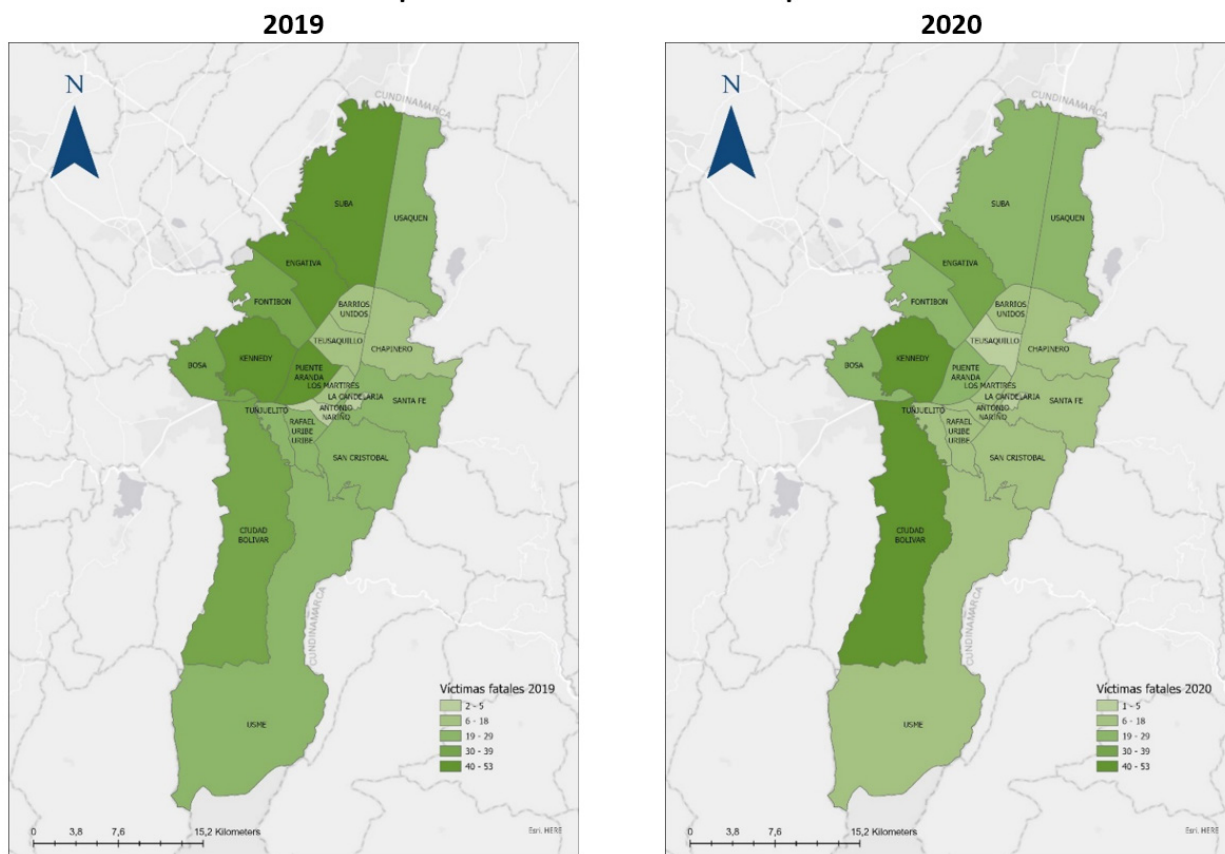 2019
N
CUNDINAMARCA
SUBA
USAQUEN
ENGATIVA
FONTIBON
BARRIOS
UNIDOS
TEUSAQUILLO
CHAPINERO
BOSA
KENNEDY
PUENTE
ARANDA
LOS MARTIRES
LA CANDELARIA
SANTA FE
ANTONIO
NARIÑO
TUÑJUELITO
RAFAEL
URIBE
URIBE
SAN CRISTOBAL
CIUDAD
BOLIVAR
CUNDINAMARCA
USME
Víctimas fatales 2019
2 - 5
6 - 18
19 - 29
30 - 39
40 - 53
0 3,8 7,6 15,2 Kilometers
Esri, HERE
2020
N
CUNDINAMARCA
SUBA
USAQUEN
ENGATIVA
FONTIBON
BARRIOS
UNIDOS
TEUSAQUILLO
CHAPINERO
BOSA
KENNEDY
PUENTE
ARANDA
LOS MARTIRES
LA CANDELARIA
SANTA FE
ANTONIO
NARIÑO
TUÑJUELITO
RAFAEL
URIBE
URIBE
SAN CRISTOBAL
CIUDAD
BOLIVAR
CUNDINAMARCA
USME
Víctimas fatales 2020
1 - 5
6 - 18
19 - 29
30 - 39
40 - 53
0 3,8 7,6 15,2 Kilometers
Esri, HERE